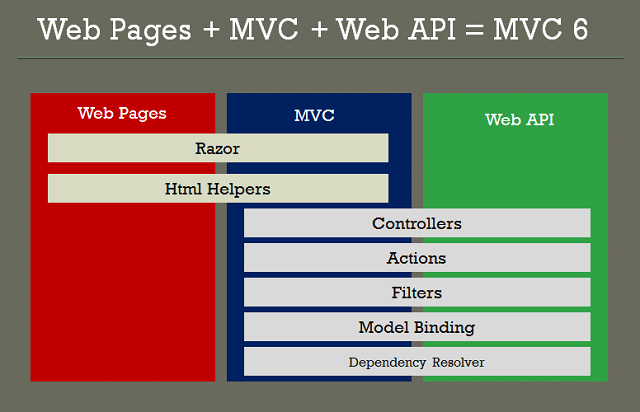 Web Pages + MVC + Web API = MVC 6
Web Pages
MVC
Web API
Razor
Html Helpers
Controllers
Actions
Filters
Model Binding
Dependency Resolver